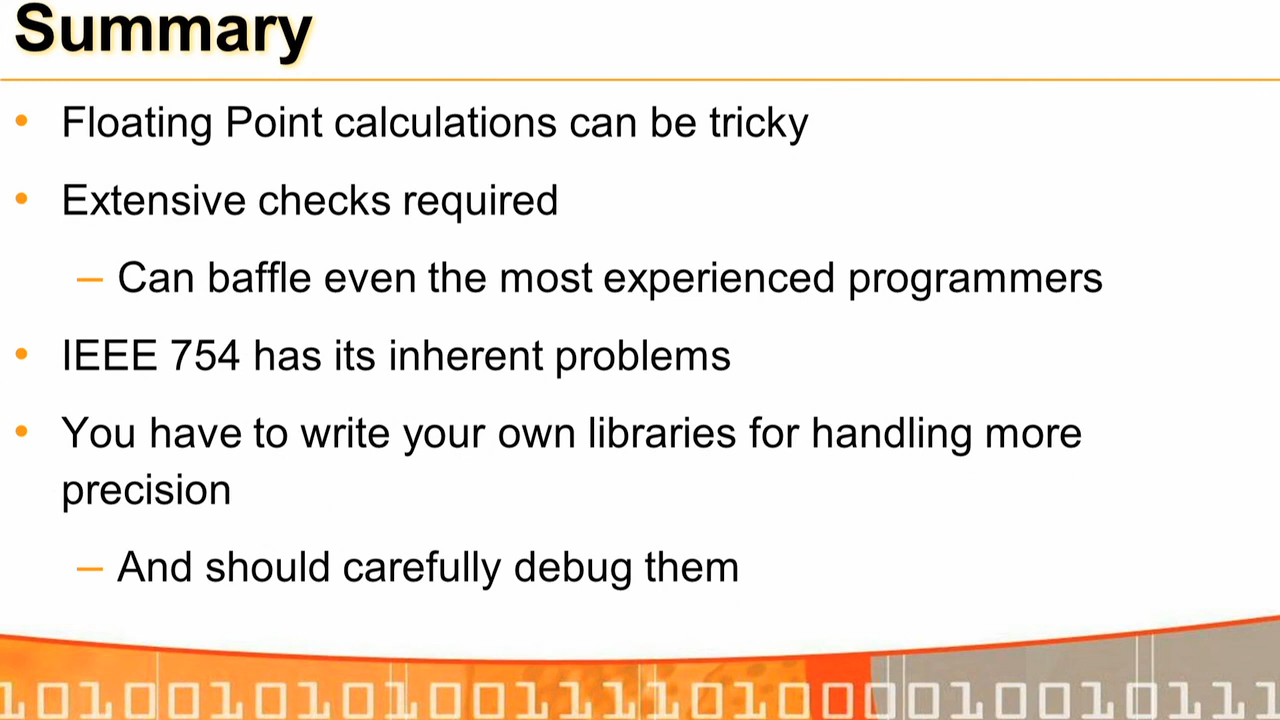 Summary
• Floating Point calculations can be tricky
• Extensive checks required
– Can baffle even the most experienced programmers
• IEEE 754 has its inherent problems
• You have to write your own libraries for handling more
precision
– And should carefully debug them
1010010101010011110100001001011 1